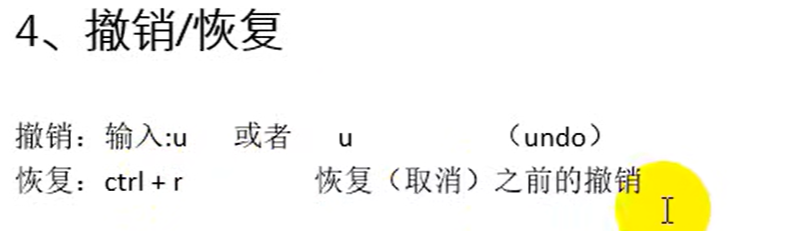 4、撤销/恢复
撤销：输入:u 或者 u （undo）
恢复：ctrl + r 恢复（取消）之前的撤销